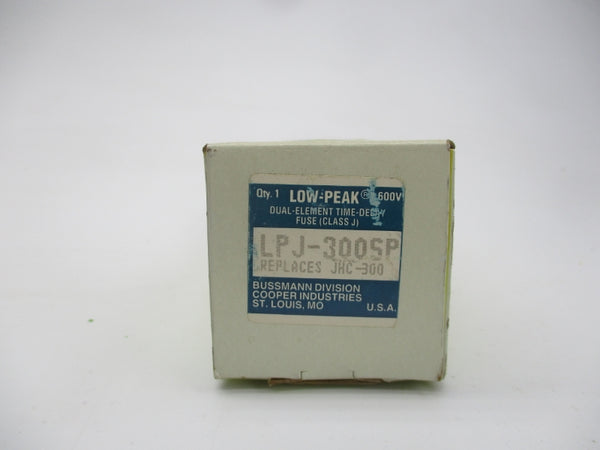 Qty. 1 LOW-PEAK® 600V
DUAL-ELEMENT TIME-DELAY
FUSE (CLASS J)
LPJ-300SP
REPLACES JHC-300
BUSSMANN DIVISION
COOPER INDUSTRIES
ST. LOUIS, MO U.S.A.